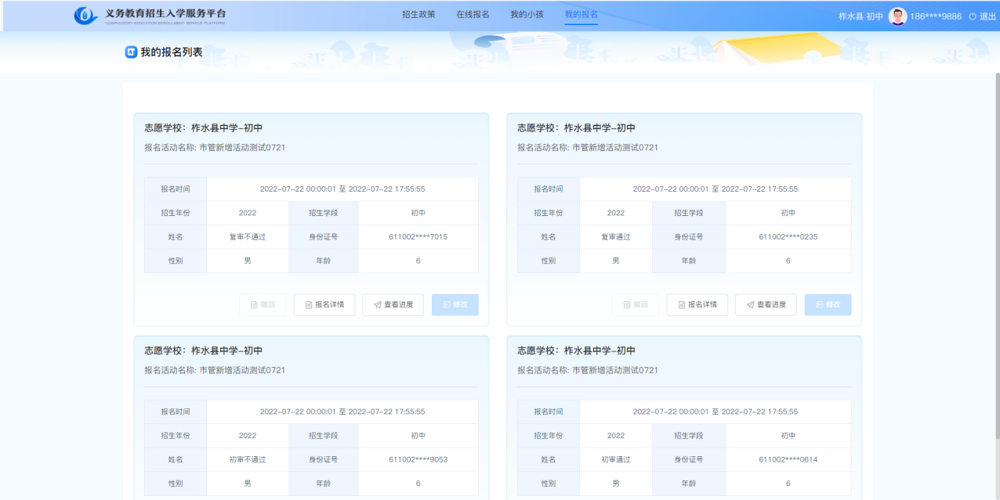 义务教育招生入学服务平台
COMPULSORY EDUCATION ENROLLMENT SERVICE PLATFORM
招生政策 在线报名 我的小孩 我的报名
柞水县 初中 186****9886 退出
我的报名列表
志愿学校：柞水县中学-初中
报名活动名称: 市管新增活动测试0721
报名时间 2022-07-22 00:00:01 至 2022-07-22 17:55:55
招生年份 2022 招生学段 初中
姓名 复审不通过 身份证号 611002****7015
性别 男 年龄 6
撤回 报名详情 查看进度 修改
志愿学校：柞水县中学-初中
报名活动名称: 市管新增活动测试0721
报名时间 2022-07-22 00:00:01 至 2022-07-22 17:55:55
招生年份 2022 招生学段 初中
姓名 复审通过 身份证号 611002****0235
性别 男 年龄 6
撤回 报名详情 查看进度 修改
志愿学校：柞水县中学-初中
报名活动名称: 市管新增活动测试0721
报名时间 2022-07-22 00:00:01 至 2022-07-22 17:55:55
招生年份 2022 招生学段 初中
姓名 初审不通过 身份证号 611002****9053
性别 男 年龄 6
志愿学校：柞水县中学-初中
报名活动名称: 市管新增活动测试0721
报名时间 2022-07-22 00:00:01 至 2022-07-22 17:55:55
招生年份 2022 招生学段 初中
姓名 初审通过 身份证号 611002****0614
性别 男 年龄 6